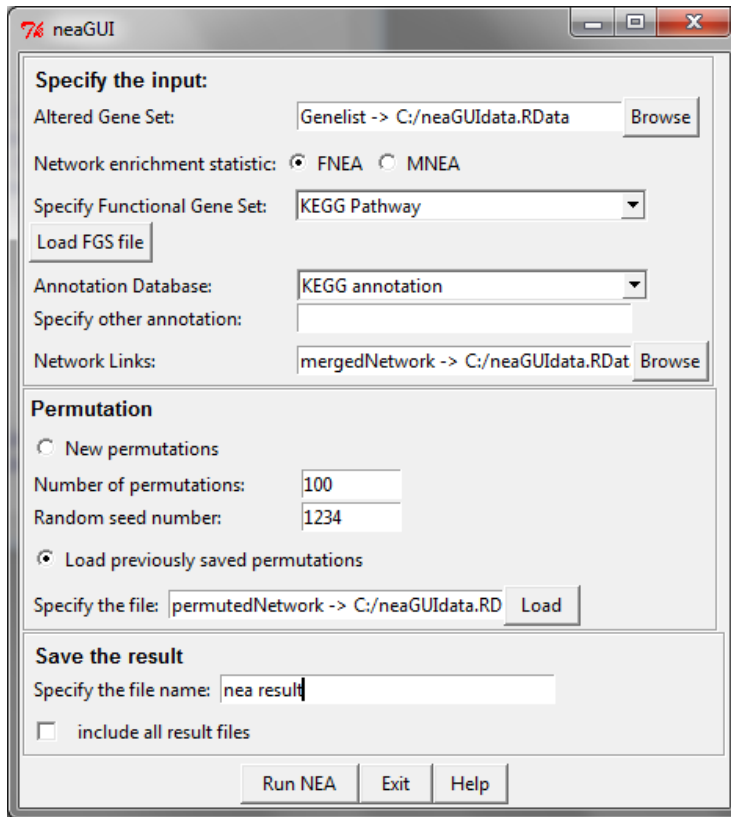 neaGUI
Specify the input:
Altered Gene Set: Genelist -> C:/neaGUIdata.RData Browse
Network enrichment statistic: FNEA MNEA
Specify Functional Gene Set: KEGG Pathway
Load FGS file
Annotation Database: KEGG annotation
Specify other annotation:
Network Links: mergedNetwork -> C:/neaGUIdata.RDat Browse
Permutation
New permutations
Number of permutations: 100
Random seed number: 1234
Load previously saved permutations
Specify the file: permutedNetwork -> C:/neaGUIdata.RD Load
Save the result
Specify the file name: nea result
include all result files
Run NEA Exit Help